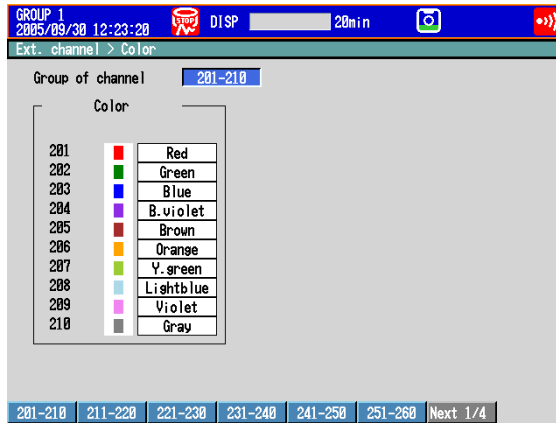 GROUP 1
2005/09/30 12:23:20 STOP DISP 20min
Ext. channel > Color
Group of channel 201-210
Color
201 Red
202 Green
203 Blue
204 B.violet
205 Brown
206 Orange
207 Y.green
208 Lightblue
209 Violet
210 Gray
201-210 211-220 221-230 231-240 241-250 251-260 Next 1/4